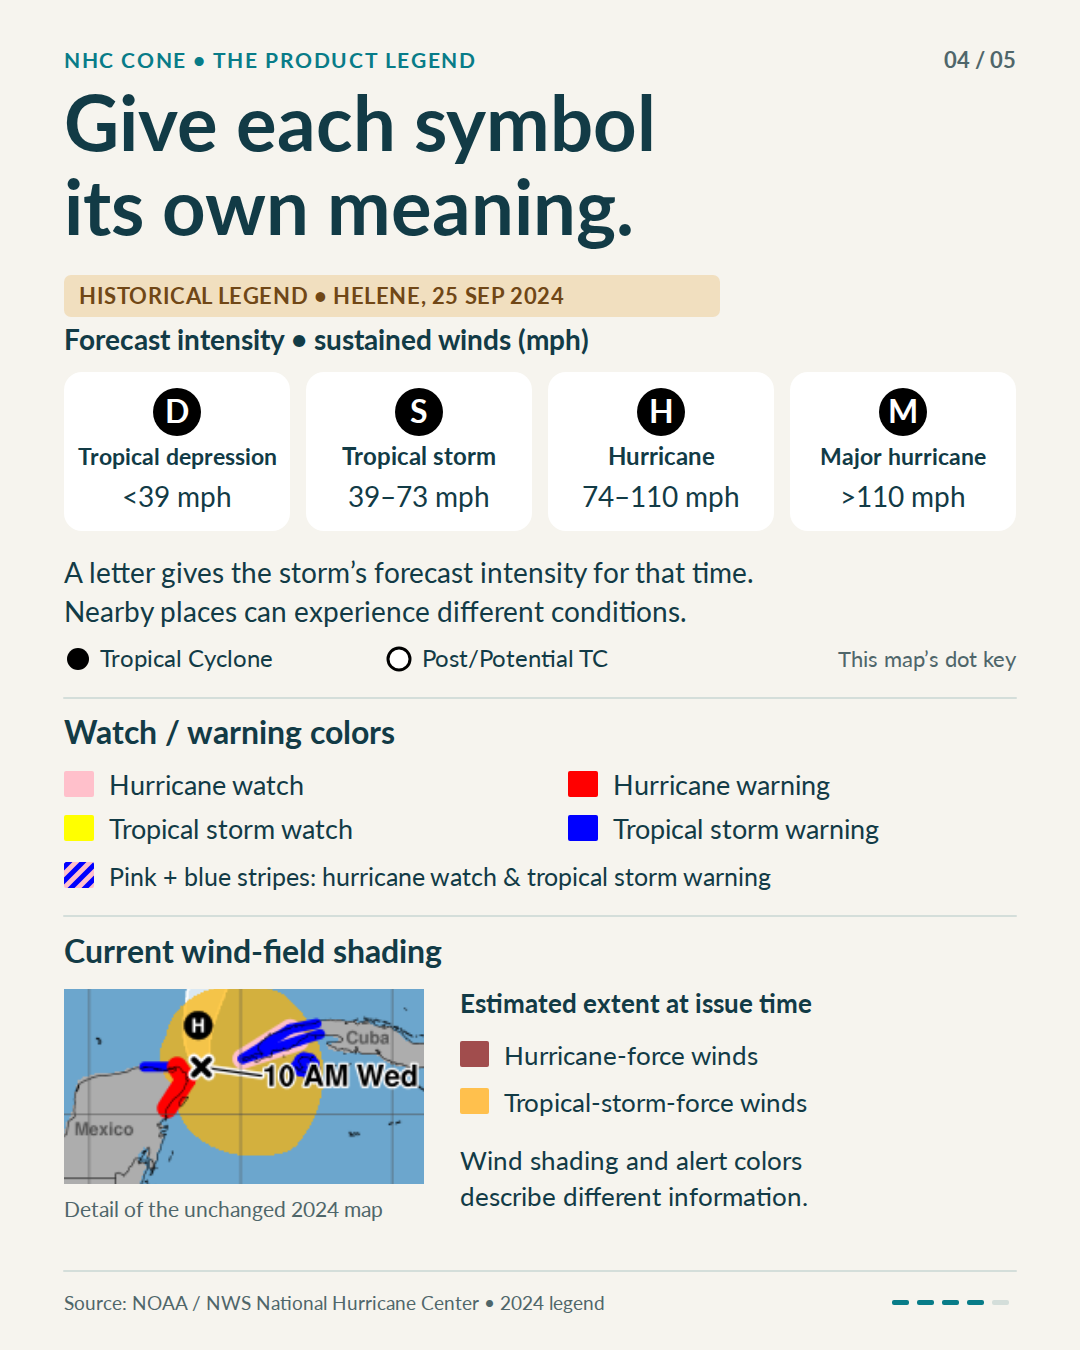 NHC CONE • THE PRODUCT LEGEND
04 / 05
Give each symbol
its own meaning.
HISTORICAL LEGEND • HELENE, 25 SEP 2024
Forecast intensity • sustained winds (mph)
D
Tropical depression
<39 mph
S
Tropical storm
39–73 mph
H
Hurricane
74–110 mph
M
Major hurricane
>110 mph
A letter gives the storm’s forecast intensity for that time.
Nearby places can experience different conditions.
Tropical Cyclone
Post/Potential TC
This map’s dot key
Watch / warning colors
Hurricane watch
Hurricane warning
Tropical storm watch
Tropical storm warning
Pink + blue stripes: hurricane watch & tropical storm warning
Current wind-field shading
H
Cuba
10 AM Wed
Mexico
Detail of the unchanged 2024 map
Estimated extent at issue time
Hurricane-force winds
Tropical-storm-force winds
Wind shading and alert colors
describe different information.
Source: NOAA / NWS National Hurricane Center • 2024 legend